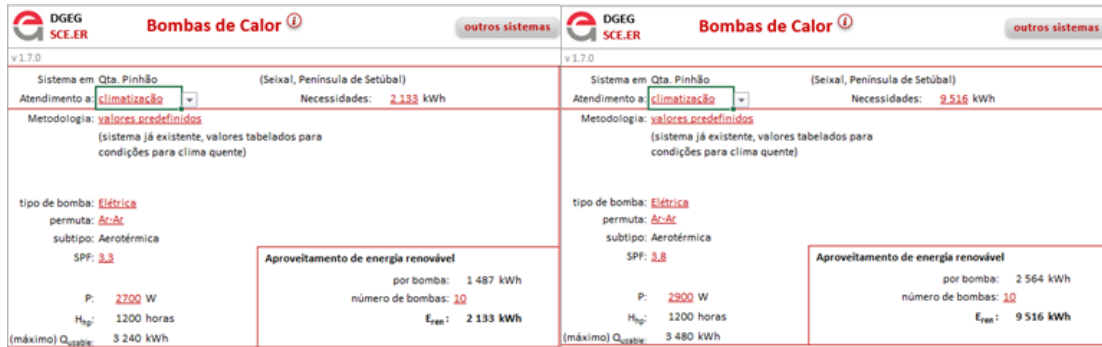 DGEG
SCE.ER
Bombas de Calor i
outros sistemas
v 1.7.0
Sistema em Qta. Pinhão (Seixal, Península de Setúbal)
Atendimento a: climatização Necessidades: 2 133 kWh
Metodologia: valores predefinidos
(sistema já existente, valores tabelados para
condições para clima quente)
tipo de bomba: Elétrica
permuta: Ar-Ar
subtipo: Aerotérmica
SPF: 3,3
P: 2700 W
Hhp: 1200 horas
(máximo) Qusable: 3 240 kWh
Aproveitamento de energia renovável
por bomba: 1 487 kWh
número de bombas: 10
Eren: 2 133 kWh
DGEG
SCE.ER
Bombas de Calor i
outros sistemas
v 1.7.0
Sistema em Qta. Pinhão (Seixal, Península de Setúbal)
Atendimento a: climatização Necessidades: 9 516 kWh
Metodologia: valores predefinidos
(sistema já existente, valores tabelados para
condições para clima quente)
tipo de bomba: Elétrica
permuta: Ar-Ar
subtipo: Aerotérmica
SPF: 3,8
P: 2900 W
Hhp: 1200 horas
(máximo) Qusable: 3 480 kWh
Aproveitamento de energia renovável
por bomba: 2 564 kWh
número de bombas: 10
Eren: 9 516 kWh